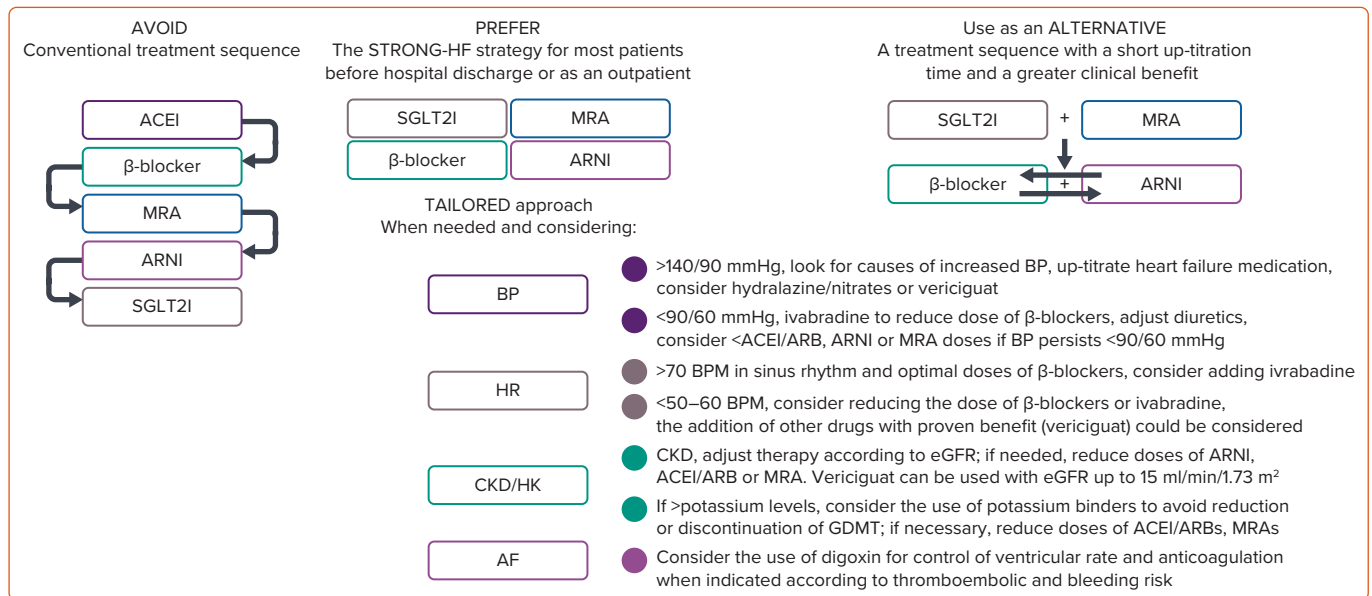 AVOID
Conventional treatment sequence
ACEI
β-blocker
MRA
ARNI
SGLT2I
PREFER
The STRONG-HF strategy for most patients
before hospital discharge or as an outpatient
SGLT2I
MRA
β-blocker
ARNI
Use as an ALTERNATIVE
A treatment sequence with a short up-titration
time and a greater clinical benefit
SGLT2I + MRA
β-blocker + ARNI
TAILORED approach
When needed and considering:
BP
>140/90 mmHg, look for causes of increased BP, up-titrate heart failure medication,
consider hydralazine/nitrates or vericiguat
<90/60 mmHg, ivabradine to reduce dose of β-blockers, adjust diuretics,
consider <ACEI/ARB, ARNI or MRA doses if BP persists <90/60 mmHg
HR
>70 BPM in sinus rhythm and optimal doses of β-blockers, consider adding ivrabadine
<50–60 BPM, consider reducing the dose of β-blockers or ivabradine,
the addition of other drugs with proven benefit (vericiguat) could be considered
CKD/HK
CKD, adjust therapy according to eGFR; if needed, reduce doses of ARNI,
ACEI/ARB or MRA. Vericiguat can be used with eGFR up to 15 ml/min/1.73 m²
If >potassium levels, consider the use of potassium binders to avoid reduction
or discontinuation of GDMT; if necessary, reduce doses of ACEI/ARBs, MRAs
AF
Consider the use of digoxin for control of ventricular rate and anticoagulation
when indicated according to thromboembolic and bleeding risk